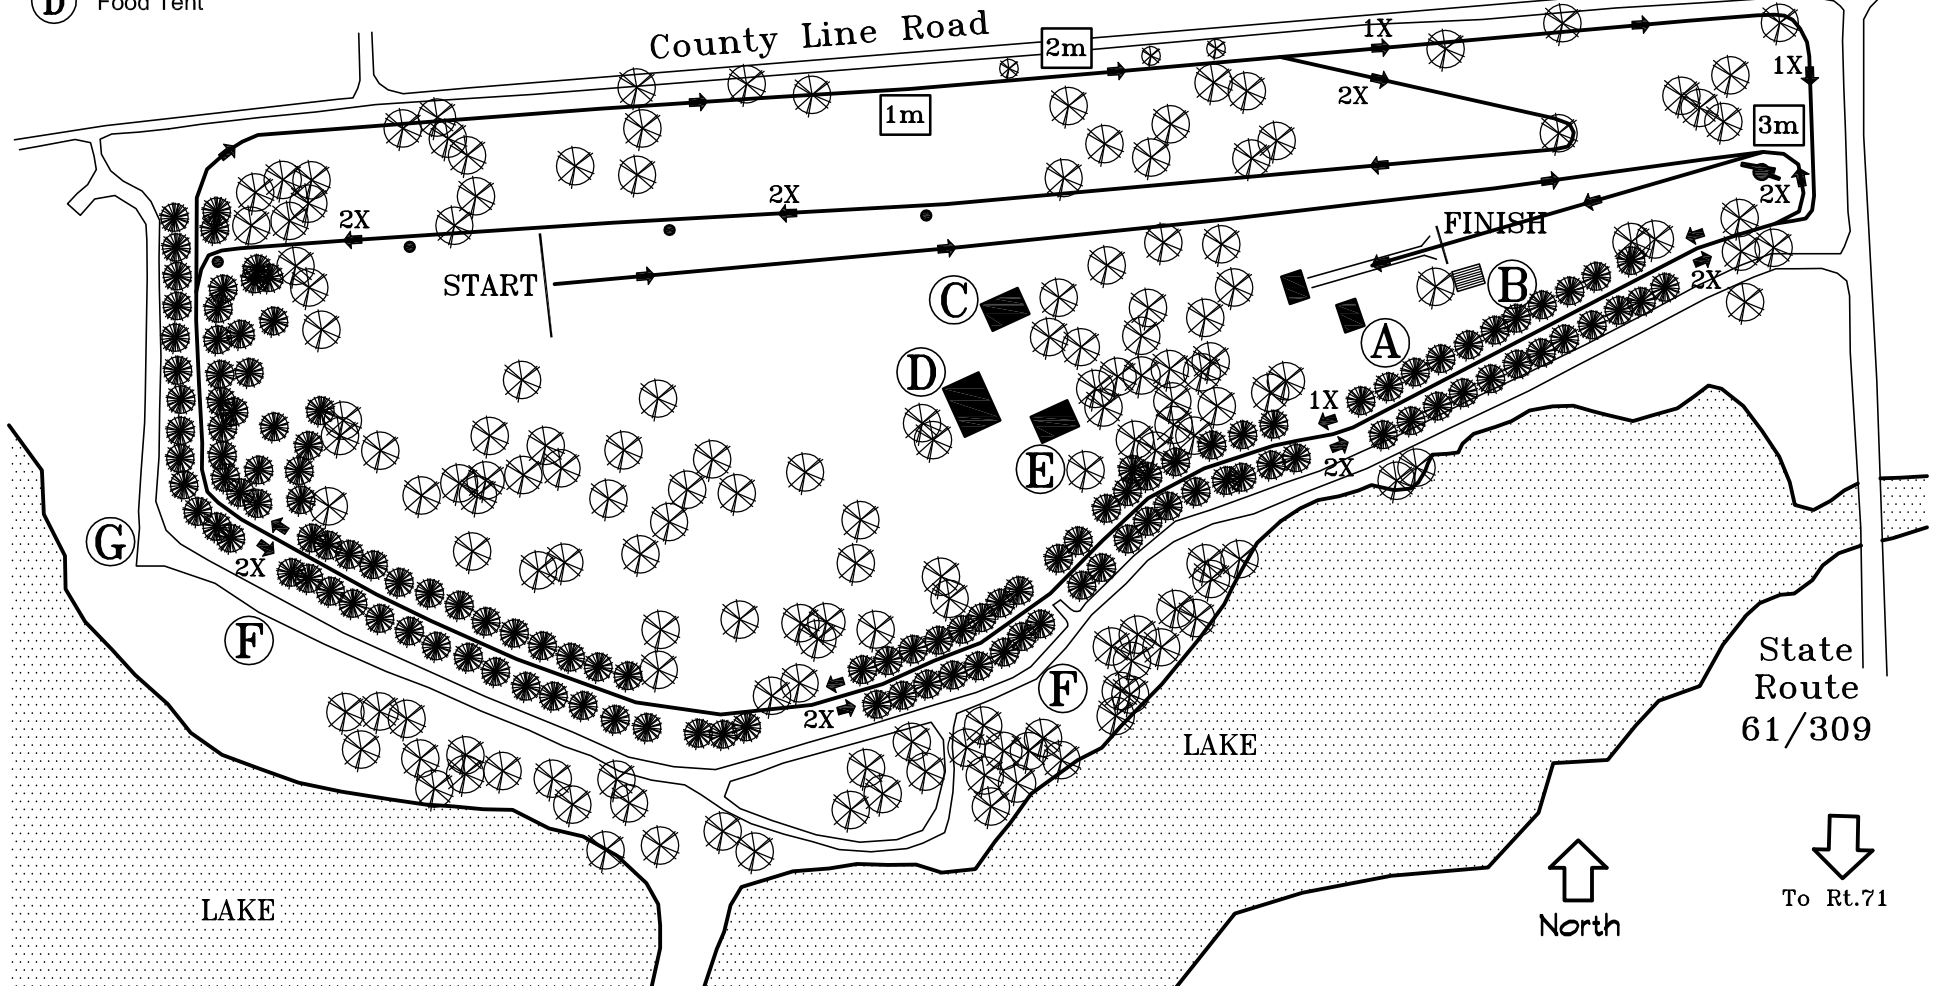 D Food Tent
County Line Road
2m
1X
1X
2X
1m
3m
2X
2X
2X
FINISH
START
C
B
2X
A
D
1X
2X
E
G
2X
F
F
2X
State
Route
61/309
LAKE
LAKE
To Rt.71
North